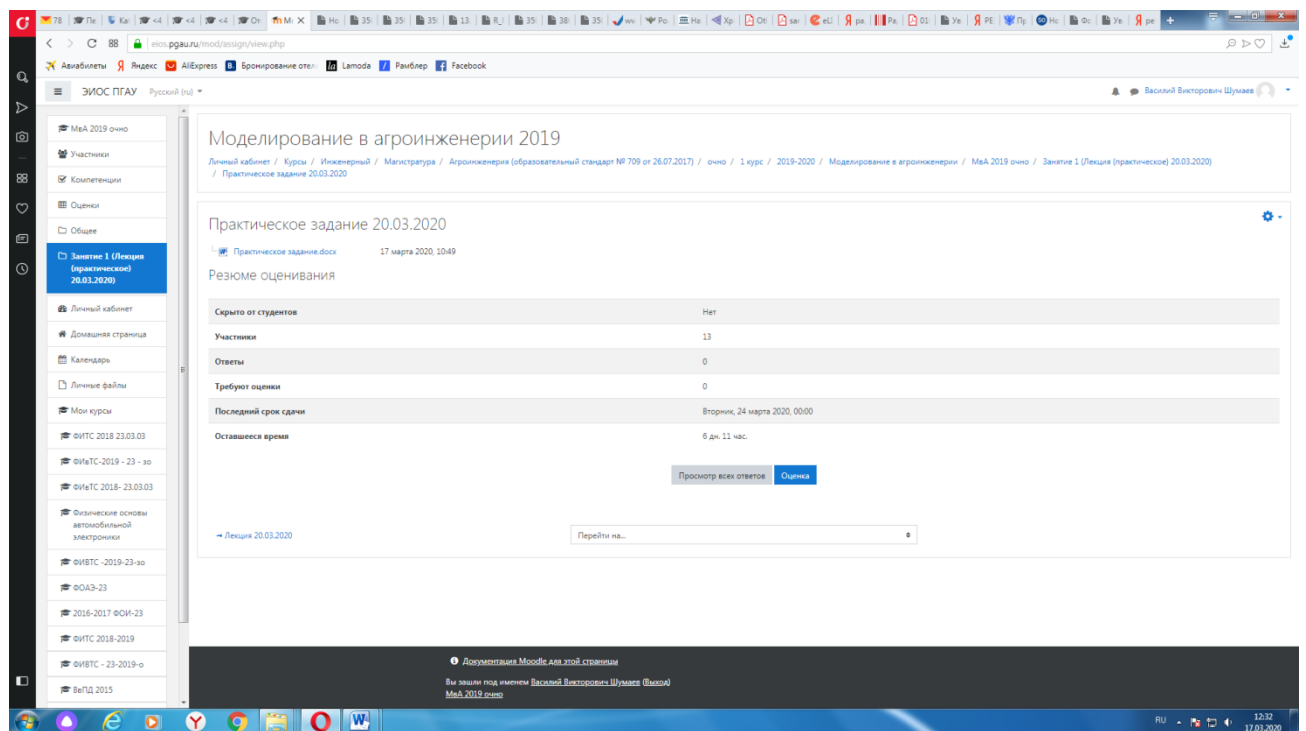 78
eios.pgau.ru/mod/assign/view.php
88
Авиабилеты Яндекс AliExpress Бронирование отел Lamoda Рамблер Facebook
ЭИОС ПГАУ Русский (ru)
Василий Викторович Шумаев
МвА 2019 очно
Участники
Компетенции
Оценки
Общее
Занятие 1 (Лекция
(практическое)
20.03.2020)
Личный кабинет
Домашняя страница
Календарь
Личные файлы
Мои курсы
ФИТС 2018 23.03.03
ФИвТС-2019 - 23 - зо
ФИвТС 2018- 23.03.03
Физические основы
автомобильной
электроники
ФИВТС -2019-23-зо
ФОАЭ-23
2016-2017 ФОИ-23
ФИТС 2018-2019
ФИВТС - 23-2019-о
ВеПД 2015
Моделирование в агроинженерии 2019
Личный кабинет / Курсы / Инженерный / Магистратура / Агроинженерия (образовательный стандарт № 709 от 26.07.2017) / очно / 1 курс / 2019-2020 / Моделирование в агроинженерии / МвА 2019 очно / Занятие 1 (Лекция (практическое) 20.03.2020)
/ Практическое задание 20.03.2020
Практическое задание 20.03.2020
Практическое задание.docx 17 марта 2020, 10:49
Резюме оценивания
Скрыто от студентов Нет
Участники 13
Ответы 0
Требуют оценки 0
Последний срок сдачи Вторник, 24 марта 2020, 00:00
Оставшееся время 6 дн. 11 час.
Просмотр всех ответов Оценка
Лекция 20.03.2020 Перейти на...
Документация Moodle для этой страницы
Вы зашли под именем Василий Викторович Шумаев (Выход)
МвА 2019 очно
RU 12:32
17.03.2020